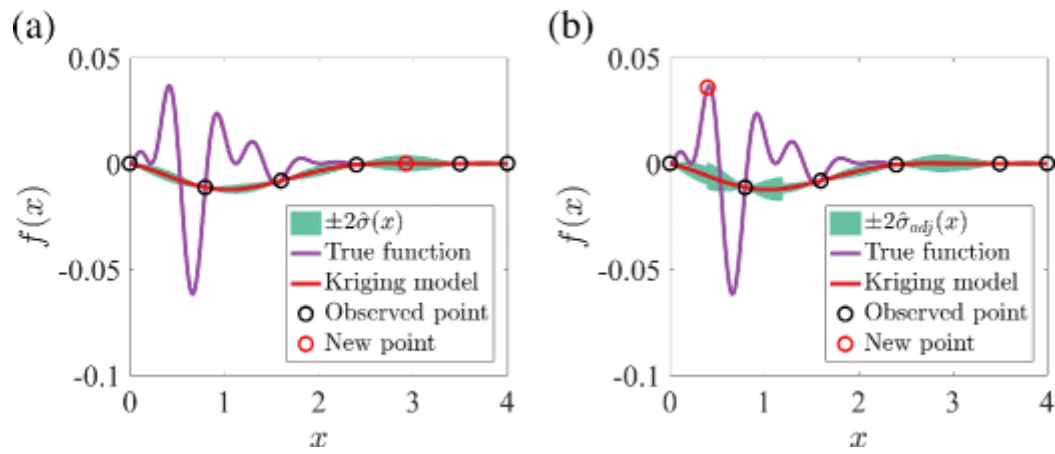 (a)
0.05
0
-0.05
-0.1
f(x)
±2σ̂(x)
True function
Kriging model
Observed point
New point
0 1 2 3 4
x
(b)
0.05
0
-0.05
-0.1
f(x)
±2σ̂adj(x)
True function
Kriging model
Observed point
New point
0 1 2 3 4
x